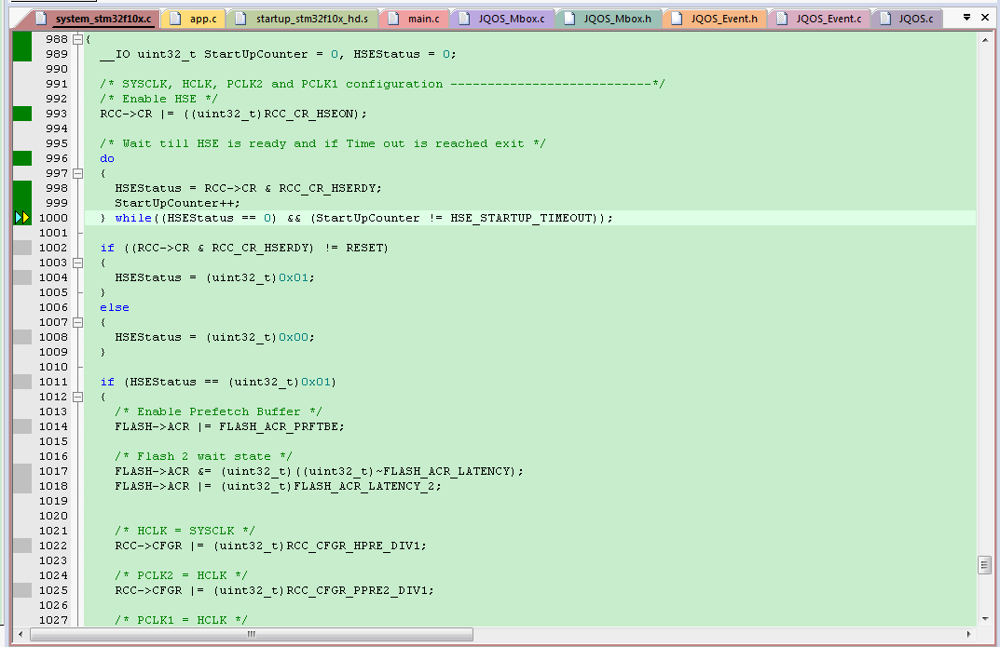 system_stm32f10x.c app.c startup_stm32f10x_hd.s main.c JQOS_Mbox.c JQOS_Mbox.h JQOS_Event.h JQOS_Event.c JQOS.c
988 {
989 __IO uint32_t StartUpCounter = 0, HSEStatus = 0;
990
991 /* SYSCLK, HCLK, PCLK2 and PCLK1 configuration ---------------------------*/
992 /* Enable HSE */
993 RCC->CR |= ((uint32_t)RCC_CR_HSEON);
994
995 /* Wait till HSE is ready and if Time out is reached exit */
996 do
997 {
998 HSEStatus = RCC->CR & RCC_CR_HSERDY;
999 StartUpCounter++;
1000 } while((HSEStatus == 0) && (StartUpCounter != HSE_STARTUP_TIMEOUT));
1001
1002 if ((RCC->CR & RCC_CR_HSERDY) != RESET)
1003 {
1004 HSEStatus = (uint32_t)0x01;
1005 }
1006 else
1007 {
1008 HSEStatus = (uint32_t)0x00;
1009 }
1010
1011 if (HSEStatus == (uint32_t)0x01)
1012 {
1013 /* Enable Prefetch Buffer */
1014 FLASH->ACR |= FLASH_ACR_PRFTBE;
1015
1016 /* Flash 2 wait state */
1017 FLASH->ACR &= (uint32_t)((uint32_t)~FLASH_ACR_LATENCY);
1018 FLASH->ACR |= (uint32_t)FLASH_ACR_LATENCY_2;
1019
1020
1021 /* HCLK = SYSCLK */
1022 RCC->CFGR |= (uint32_t)RCC_CFGR_HPRE_DIV1;
1023
1024 /* PCLK2 = HCLK */
1025 RCC->CFGR |= (uint32_t)RCC_CFGR_PPRE2_DIV1;
1026
1027 /* PCLK1 = HCLK */